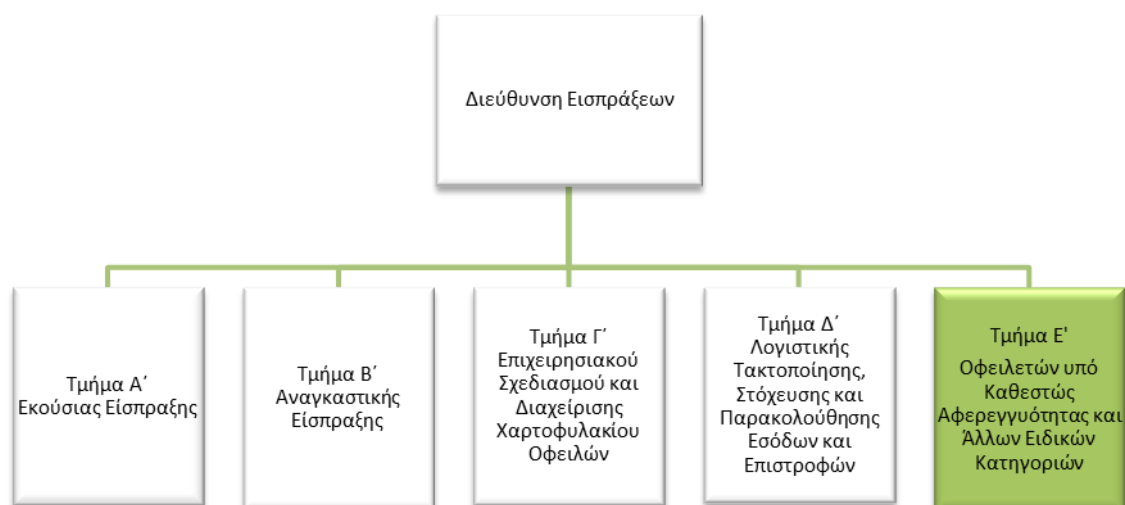 Διεύθυνση Εισπράξεων
Τμήμα Α΄
Εκούσιας Είσπραξης
Τμήμα Β΄
Αναγκαστικής
Είσπραξης
Τμήμα Γ΄
Επιχειρησιακού
Σχεδιασμού και
Διαχείρισης
Χαρτοφυλακίου
Οφειλών
Τμήμα Δ΄
Λογιστικής
Τακτοποίησης,
Στόχευσης και
Παρακολούθησης
Εσόδων και
Επιστροφών
Τμήμα Ε'
Οφειλετών υπό
Καθεστώς
Αφερεγγυότητας και
Άλλων Ειδικών
Κατηγοριών